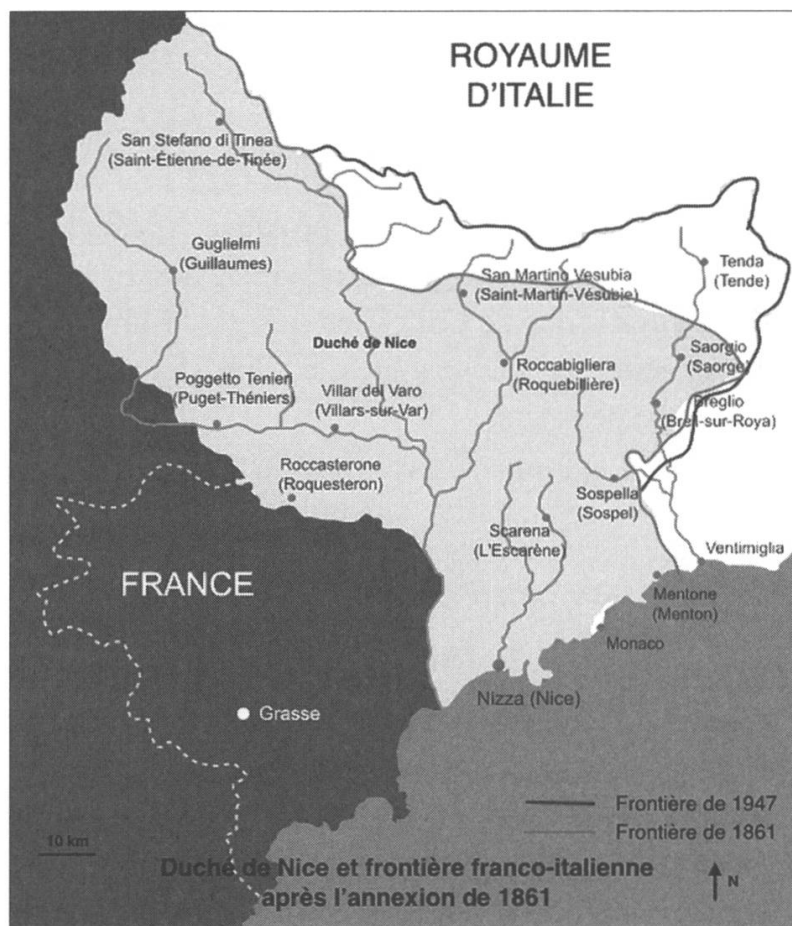 ROYAUME
D'ITALIE
San Stefano di Tinea
(Saint-Étienne-de-Tinée)
Guglielmi
(Guillaumes)
San Martino Vesubia
(Saint-Martin-Vésubie)
Tenda
(Tende)
Duché de Nice
Saorgio
(Saorge)
Roccabigliera
(Roquebillière)
Poggetto Tenieri
(Puget-Théniers)
Villar del Varo
(Villars-sur-Var)
Breglio
(Breil-sur-Roya)
Roccasterone
(Roquesteron)
Sospella
(Sospel)
Scarena
(L'Escarène)
Ventimiglia
FRANCE
Mentone
(Menton)
Monaco
Nizza (Nice)
Grasse
Frontière de 1947
Frontière de 1861
10 km
Duché de Nice et frontière franco-italienne
après l'annexion de 1861
N